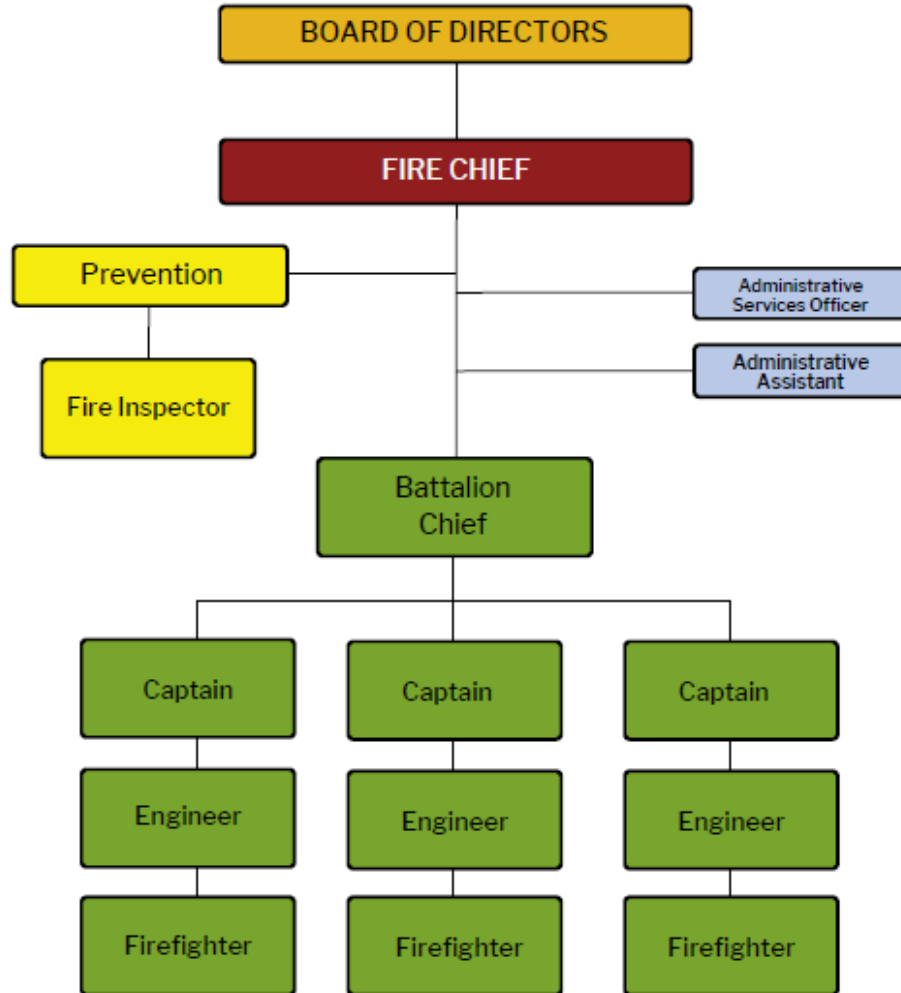 BOARD OF DIRECTORS
FIRE CHIEF
Prevention
Administrative
Services Officer
Fire Inspector
Administrative
Assistant
Battalion
Chief
Captain
Captain
Captain
Engineer
Engineer
Engineer
Firefighter
Firefighter
Firefighter